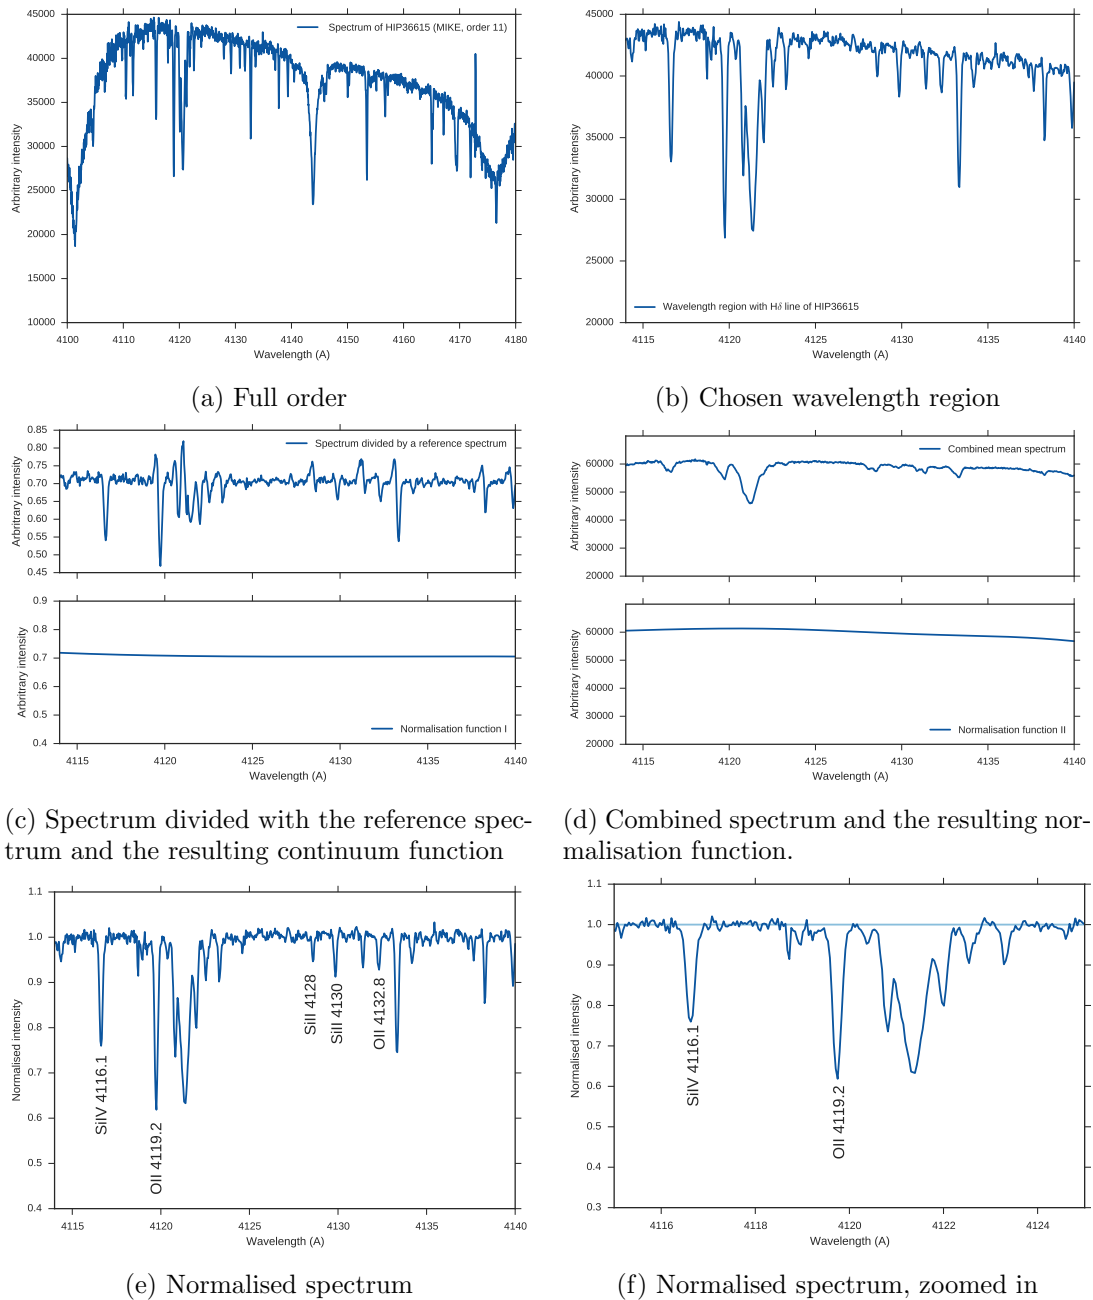 45000
40000
35000
30000
25000
20000
15000
10000
Arbritrary intensity
Spectrum of HIP36615 (MIKE, order 11)
4100 4110 4120 4130 4140 4150 4160 4170 4180
Wavelength (A)
(a) Full order
45000
40000
35000
30000
25000
20000
Arbritrary intensity
Wavelength region with Hδ line of HIP36615
4115 4120 4125 4130 4135 4140
Wavelength (A)
(b) Chosen wavelength region
0.85
0.80
0.75
0.70
0.65
0.60
0.55
0.50
0.45
Arbritrary intensity
Spectrum divided by a reference spectrum
0.9
0.8
0.7
0.6
0.5
0.4
Arbritrary intensity
Normalisation function I
4115 4120 4125 4130 4135 4140
Wavelength (A)
(c) Spectrum divided with the reference spec-
trum and the resulting continuum function
60000
50000
40000
30000
20000
Arbritrary intensity
Combined mean spectrum
60000
50000
40000
30000
20000
Arbritrary intensity
Normalisation function II
4115 4120 4125 4130 4135 4140
Wavelength (A)
(d) Combined spectrum and the resulting nor-
malisation function.
1.1
1.0
0.9
0.8
0.7
0.6
0.5
0.4
Normalised intensity
SiIV 4116.1
OII 4119.2
SiII 4128
SiII 4130
OII 4132.8
4115 4120 4125 4130 4135 4140
Wavelength (A)
(e) Normalised spectrum
1.1
1.0
0.9
0.8
0.7
0.6
0.5
0.4
0.3
Normalised intensity
SiIV 4116.1
OII 4119.2
4116 4118 4120 4122 4124
Wavelength (A)
(f) Normalised spectrum, zoomed in